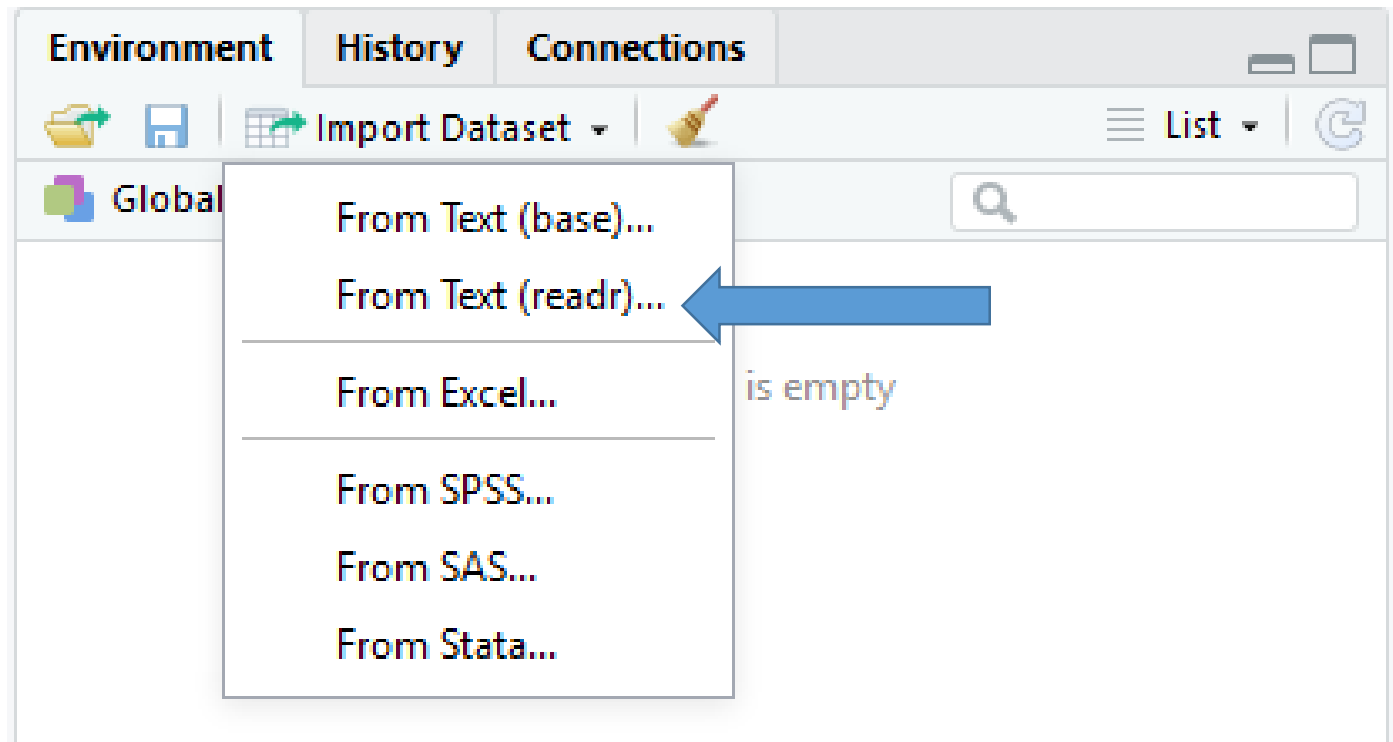 Environment History Connections
Import Dataset List
Global
From Text (base)...
From Text (readr)...
From Excel...
is empty
From SPSS...
From SAS...
From Stata...